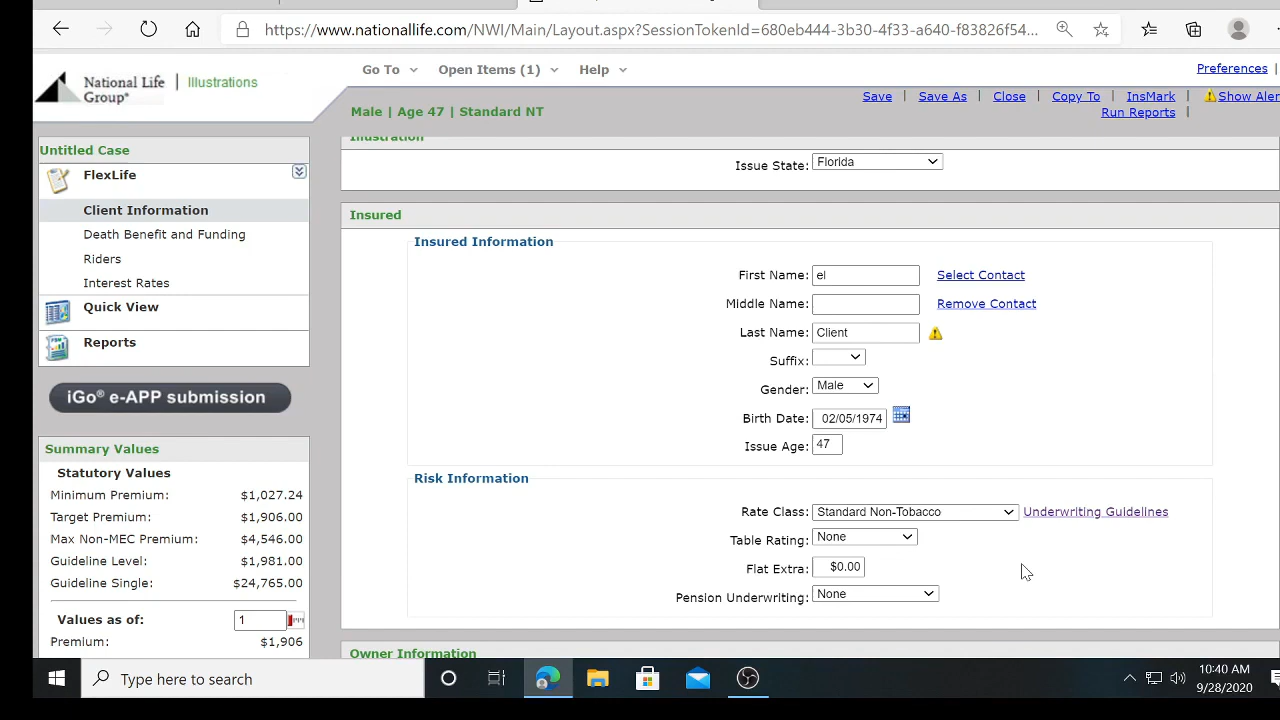 https://www.nationallife.com/NWI/Main/Layout.aspx?SessionTokenId=680eb444-3b30-4f33-a640-f83826f54...
National Life
Group®
Illustrations
Go To
Open Items (1)
Help
Preferences
Male | Age 47 | Standard NT
Save | Save As | Close | Copy To | InsMark | Show Aler
Run Reports |
Untitled Case
FlexLife
Client Information
Death Benefit and Funding
Riders
Interest Rates
Quick View
Reports
iGo® e-APP submission
Summary Values
Statutory Values
Minimum Premium: $1,027.24
Target Premium: $1,906.00
Max Non-MEC Premium: $4,546.00
Guideline Level: $1,981.00
Guideline Single: $24,765.00
Values as of: 1
Premium: $1,906
Illustration
Issue State: Florida
Insured
Insured Information
First Name: el Select Contact
Middle Name: Remove Contact
Last Name: Client
Suffix:
Gender: Male
Birth Date: 02/05/1974
Issue Age: 47
Risk Information
Rate Class: Standard Non-Tobacco Underwriting Guidelines
Table Rating: None
Flat Extra: $0.00
Pension Underwriting: None
Owner Information
Type here to search
10:40 AM
9/28/2020